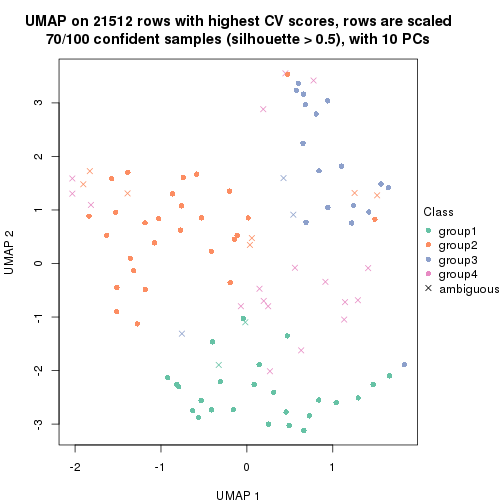 UMAP on 21512 rows with highest CV scores, rows are scaled
70/100 confident samples (silhouette > 0.5), with 10 PCs
3
2
1
0
-1
-2
-3
UMAP 2
-2
-1
0
1
UMAP 1
Class
group1
group2
group3
group4
ambiguous